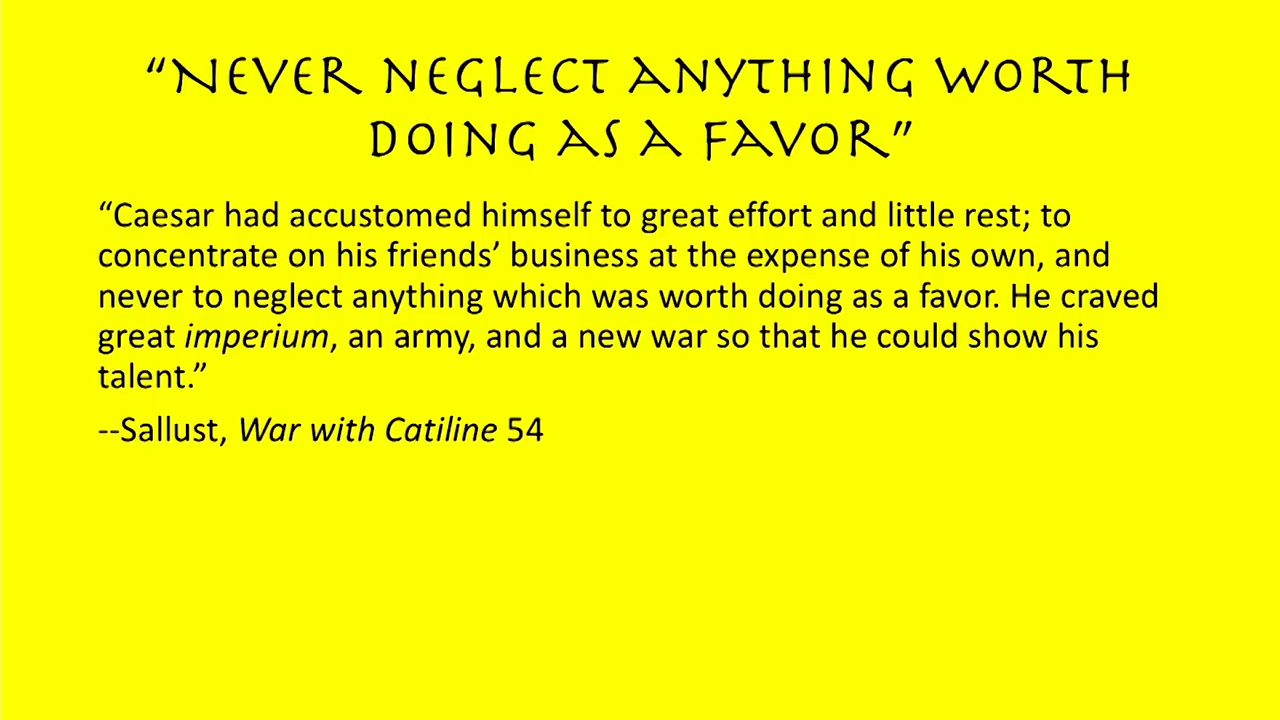 “NEVER NEGLECT ANYTHING WORTH
DOING AS A FAVOR”
“Caesar had accustomed himself to great effort and little rest; to
concentrate on his friends’ business at the expense of his own, and
never to neglect anything which was worth doing as a favor. He craved
great imperium, an army, and a new war so that he could show his
talent.”
--Sallust, War with Catiline 54